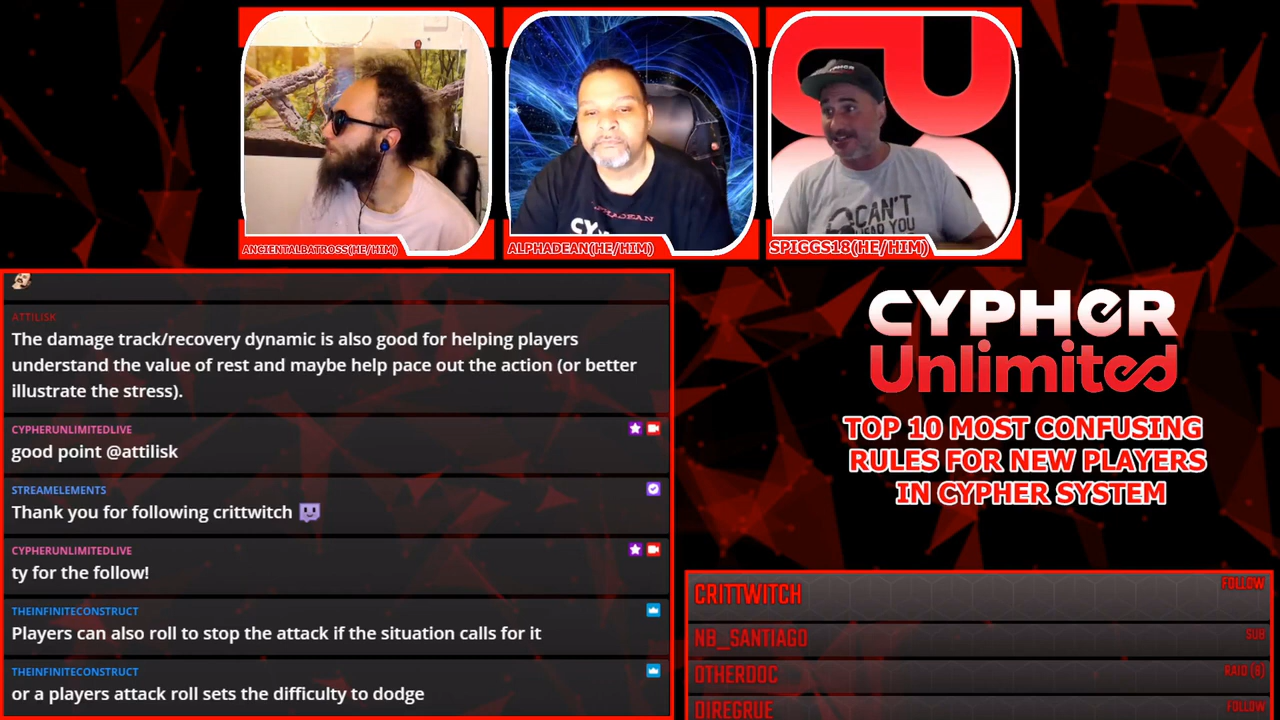 ANCIENTALBATROSS(HE/HIM)
ALPHADEAN(HE/HIM)
SPIGGS18(HE/HIM)
CYPHER
CAN'T
YOU
ATTILISK
The damage track/recovery dynamic is also good for helping players
understand the value of rest and maybe help pace out the action (or better
illustrate the stress).
CYPHERUNLIMITEDLIVE
good point @attilisk
STREAMELEMENTS
Thank you for following crittwitch
CYPHERUNLIMITEDLIVE
ty for the follow!
THEINFINITECONSTRUCT
Players can also roll to stop the attack if the situation calls for it
THEINFINITECONSTRUCT
or a players attack roll sets the difficulty to dodge
CYPHER
Unlimited
TOP 10 MOST CONFUSING
RULES FOR NEW PLAYERS
IN CYPHER SYSTEM
CRITTWITCH FOLLOW
NB_SANTIAGO SUB
OTHERDOC RAID (8)
DIREGRUE FOLLOW